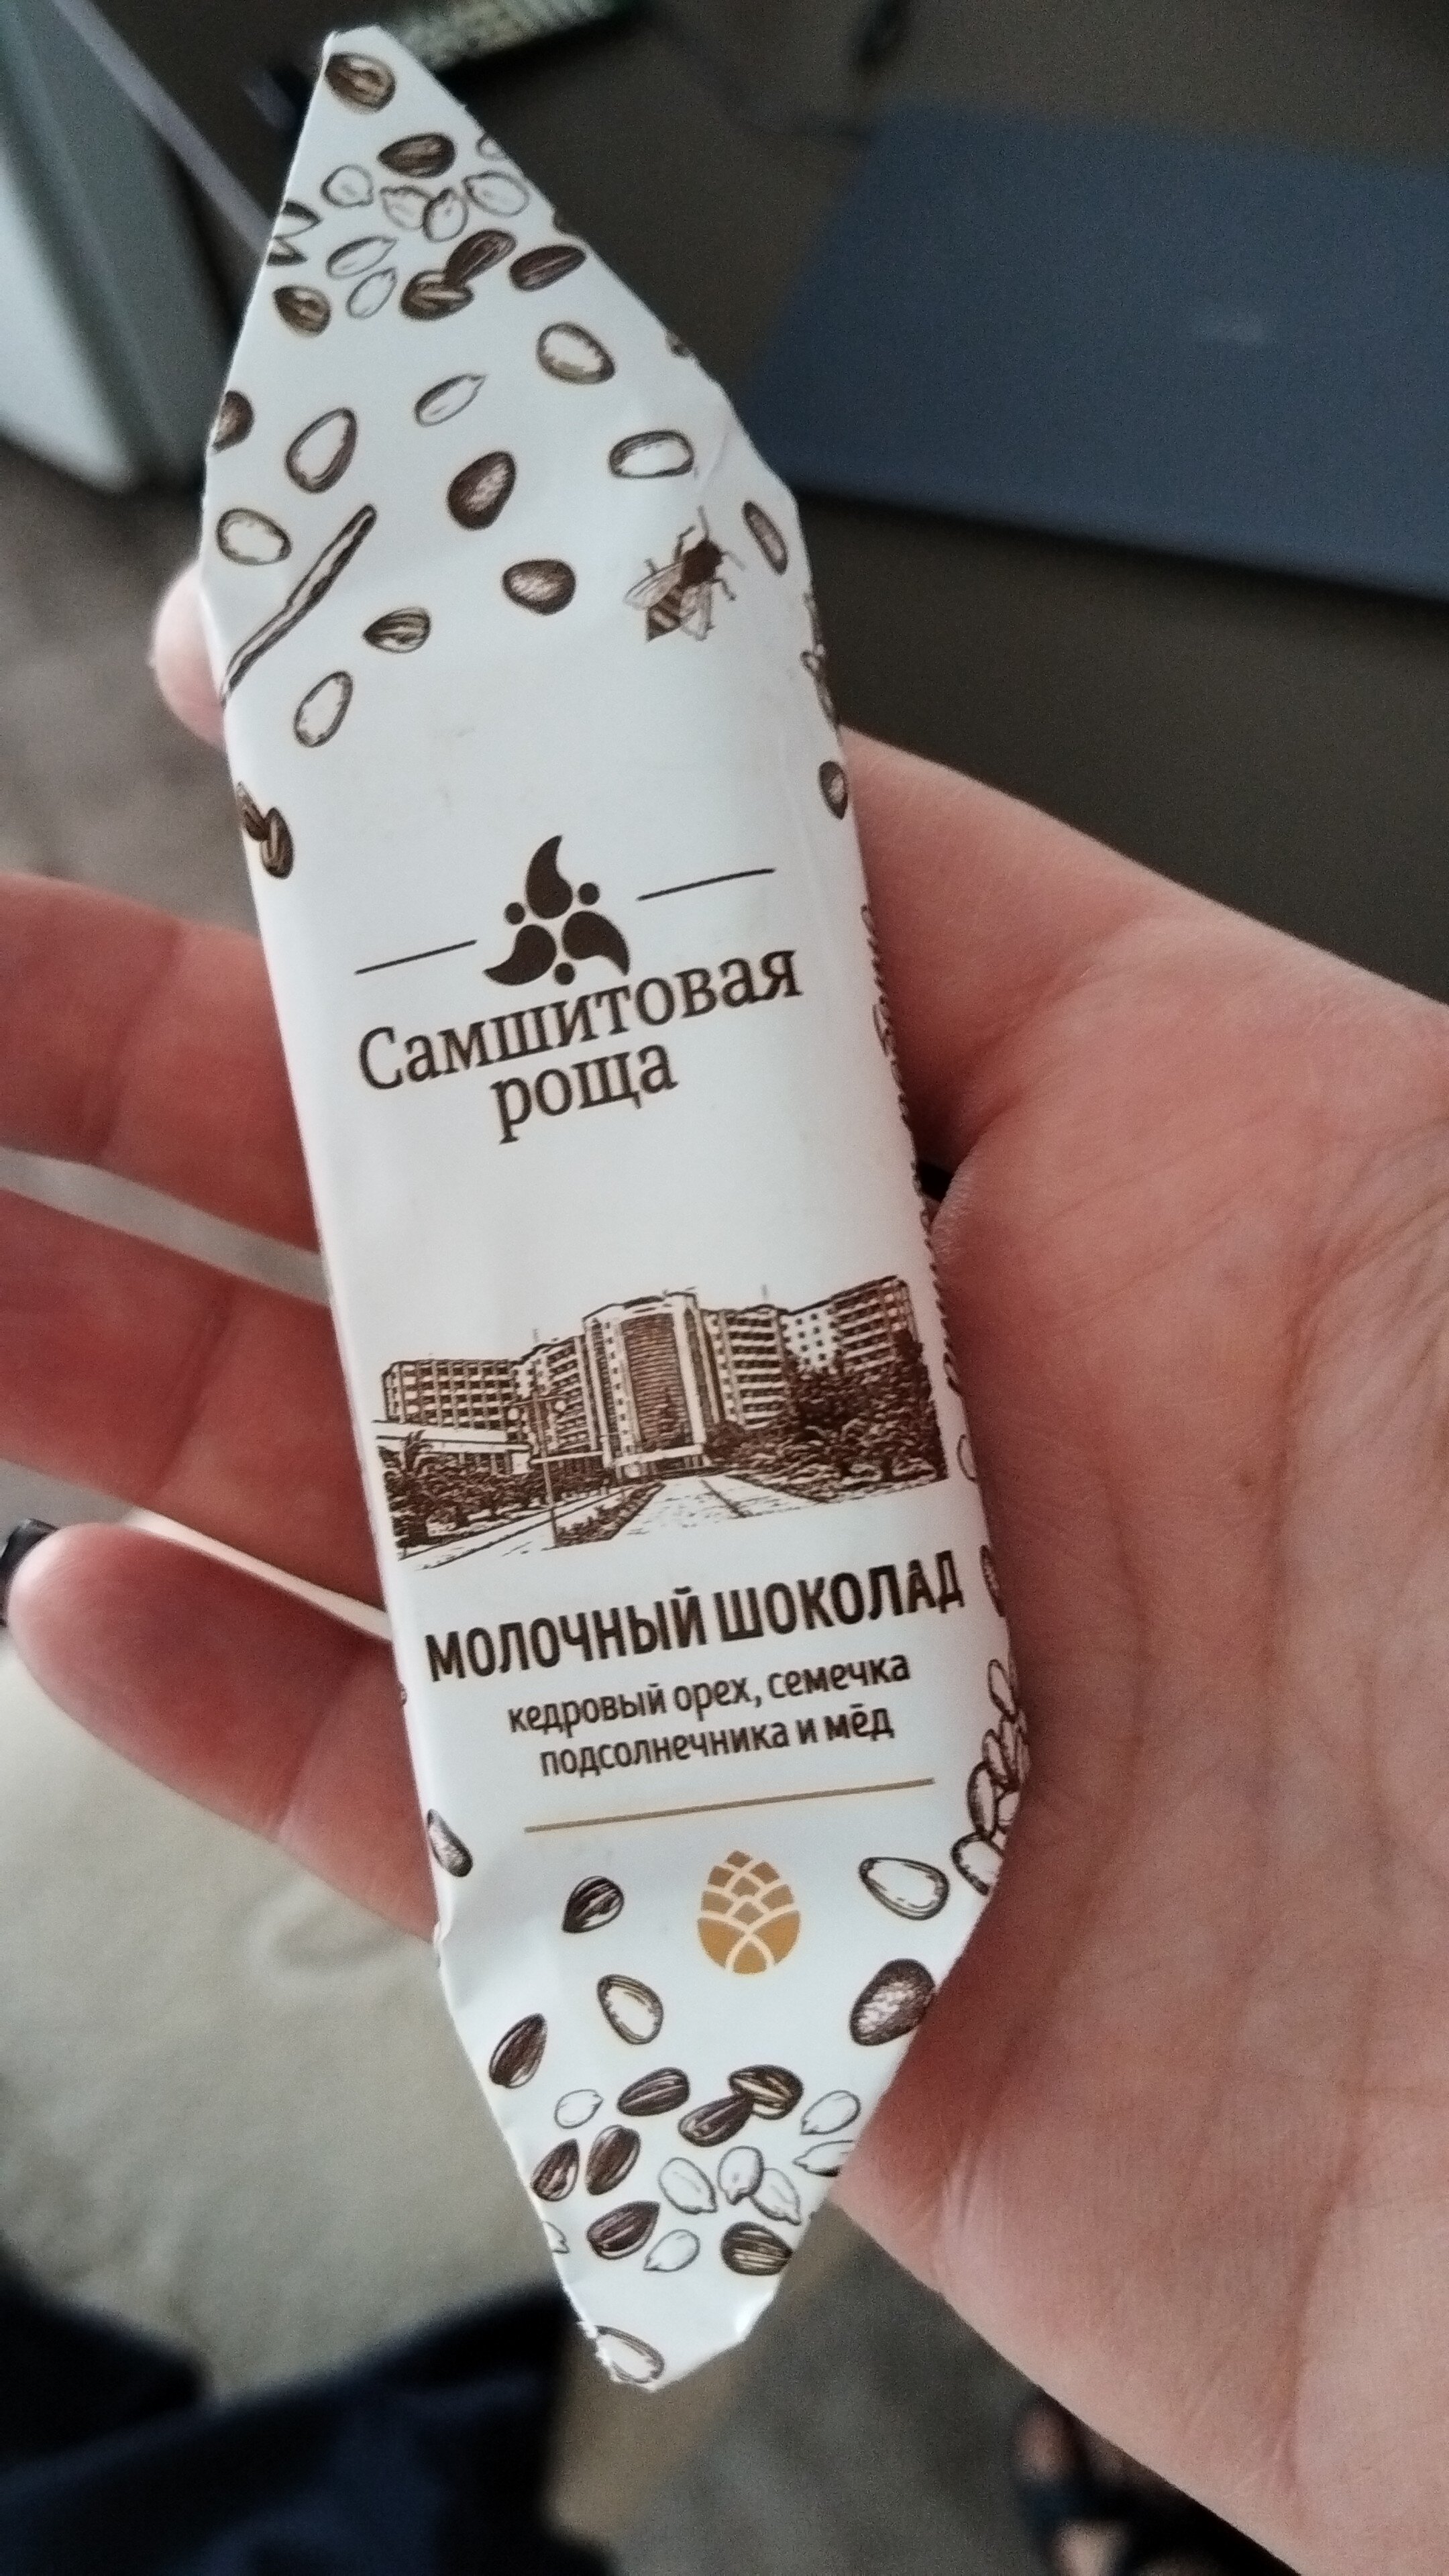 Самшитовая
роща
МОЛОЧНЫЙ ШОКОЛАД
кедровый орех, семечка
подсолнечника и мёд